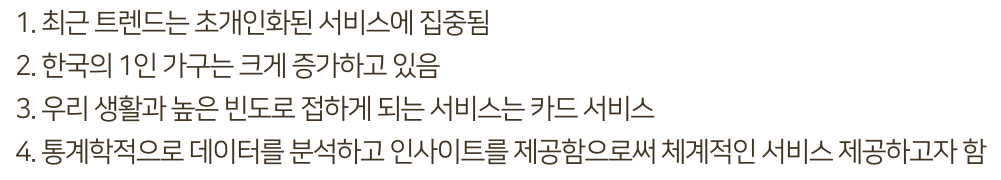 1. 최근 트렌드는 초개인화된 서비스에 집중됨
2. 한국의 1인 가구는 크게 증가하고 있음
3. 우리 생활과 높은 빈도로 접하게 되는 서비스는 카드 서비스
4. 통계학적으로 데이터를 분석하고 인사이트를 제공함으로써 체계적인 서비스 제공하고자 함